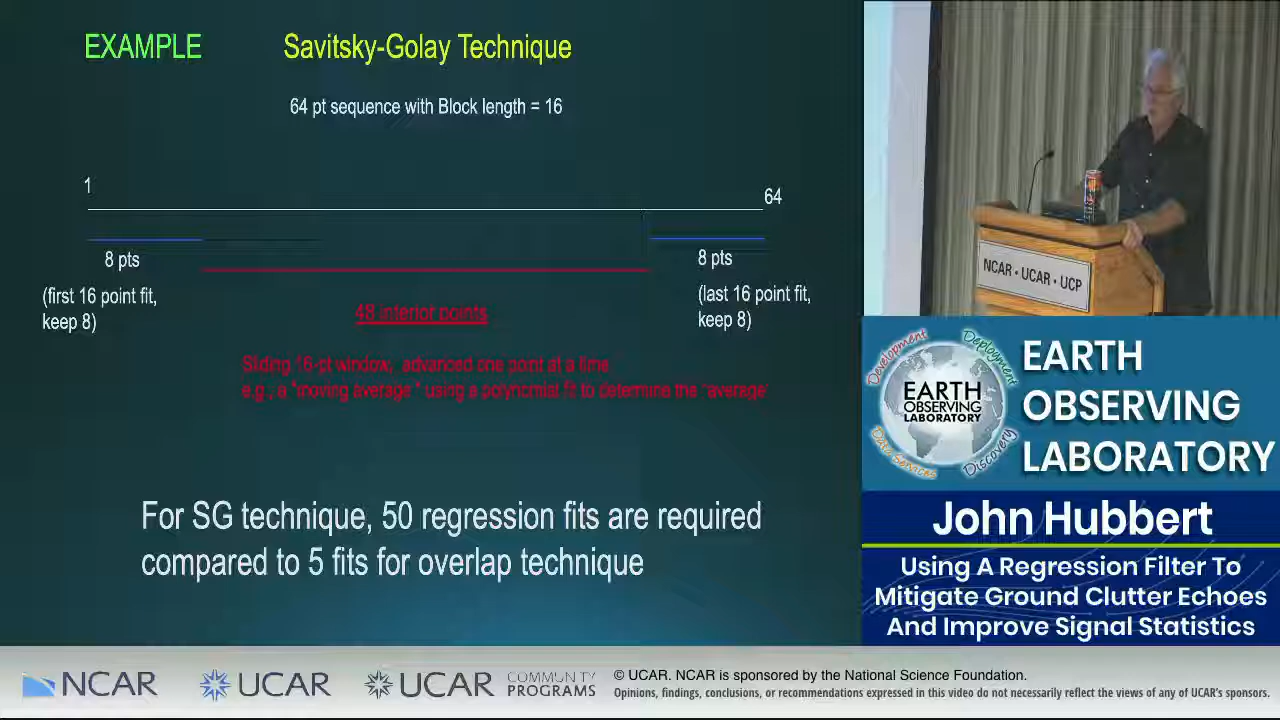 EXAMPLE
Savitsky-Golay Technique
64 pt sequence with Block length = 16
1
64
8 pts
8 pts
(first 16 point fit,
keep 8)
(last 16 point fit,
keep 8)
48 interior points
Sliding 16-pt window, advanced one point at a time
e.g., a "moving average " using a polynomial fit to determine the "average"
For SG technique, 50 regression fits are required
compared to 5 fits for overlap technique
NCAR • UCAR • UCP
Development
Deployment
EARTH
OBSERVING
LABORATORY
Data Services
Discovery
EARTH
OBSERVING
LABORATORY
John Hubbert
Using A Regression Filter To
Mitigate Ground Clutter Echoes
And Improve Signal Statistics
NCAR
UCAR
UCAR
COMMUNITY
PROGRAMS
© UCAR. NCAR is sponsored by the National Science Foundation.
Opinions, findings, conclusions, or recommendations expressed in this video do not necessarily reflect the views of any of UCAR's sponsors.